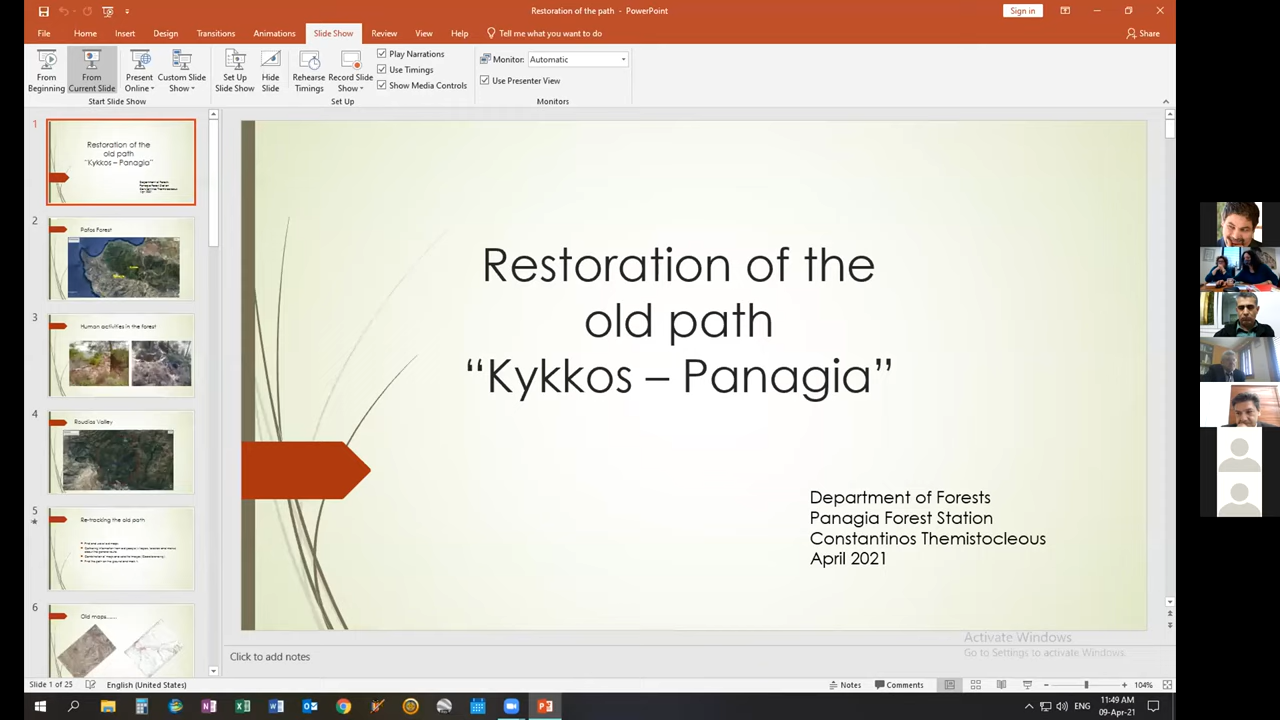 Restoration of the path - PowerPoint
Sign in
File Home Insert Design Transitions Animations Slide Show Review View Help Tell me what you want to do
Share
From Beginning
From Current Slide
Present Online
Custom Slide Show
Set Up Slide Show
Hide Slide
Rehearse Timings
Record Slide Show
Play Narrations
Use Timings
Show Media Controls
Monitor: Automatic
Use Presenter View
Start Slide Show
Set Up
Monitors
1
Restoration of the
old path
“Kykkos – Panagia”
2
Pafos Forest
3
Human activities in the forest
4
Roudias Valley
5
Re-tracking the old path
6
Old maps......
Restoration of the
old path
“Kykkos – Panagia”
Department of Forests
Panagia Forest Station
Constantinos Themistocleous
April 2021
Activate Windows
Go to Settings to activate Windows.
Click to add notes
Slide 1 of 25
English (United States)
Notes
Comments
104%
ENG
11:49 AM
09-Apr-21